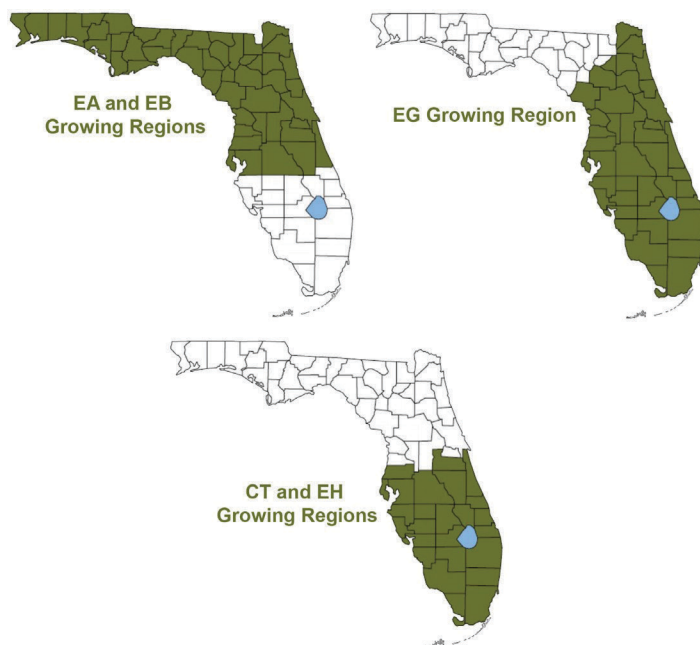 EA and EB
Growing Regions
EG Growing Region
CT and EH
Growing Regions